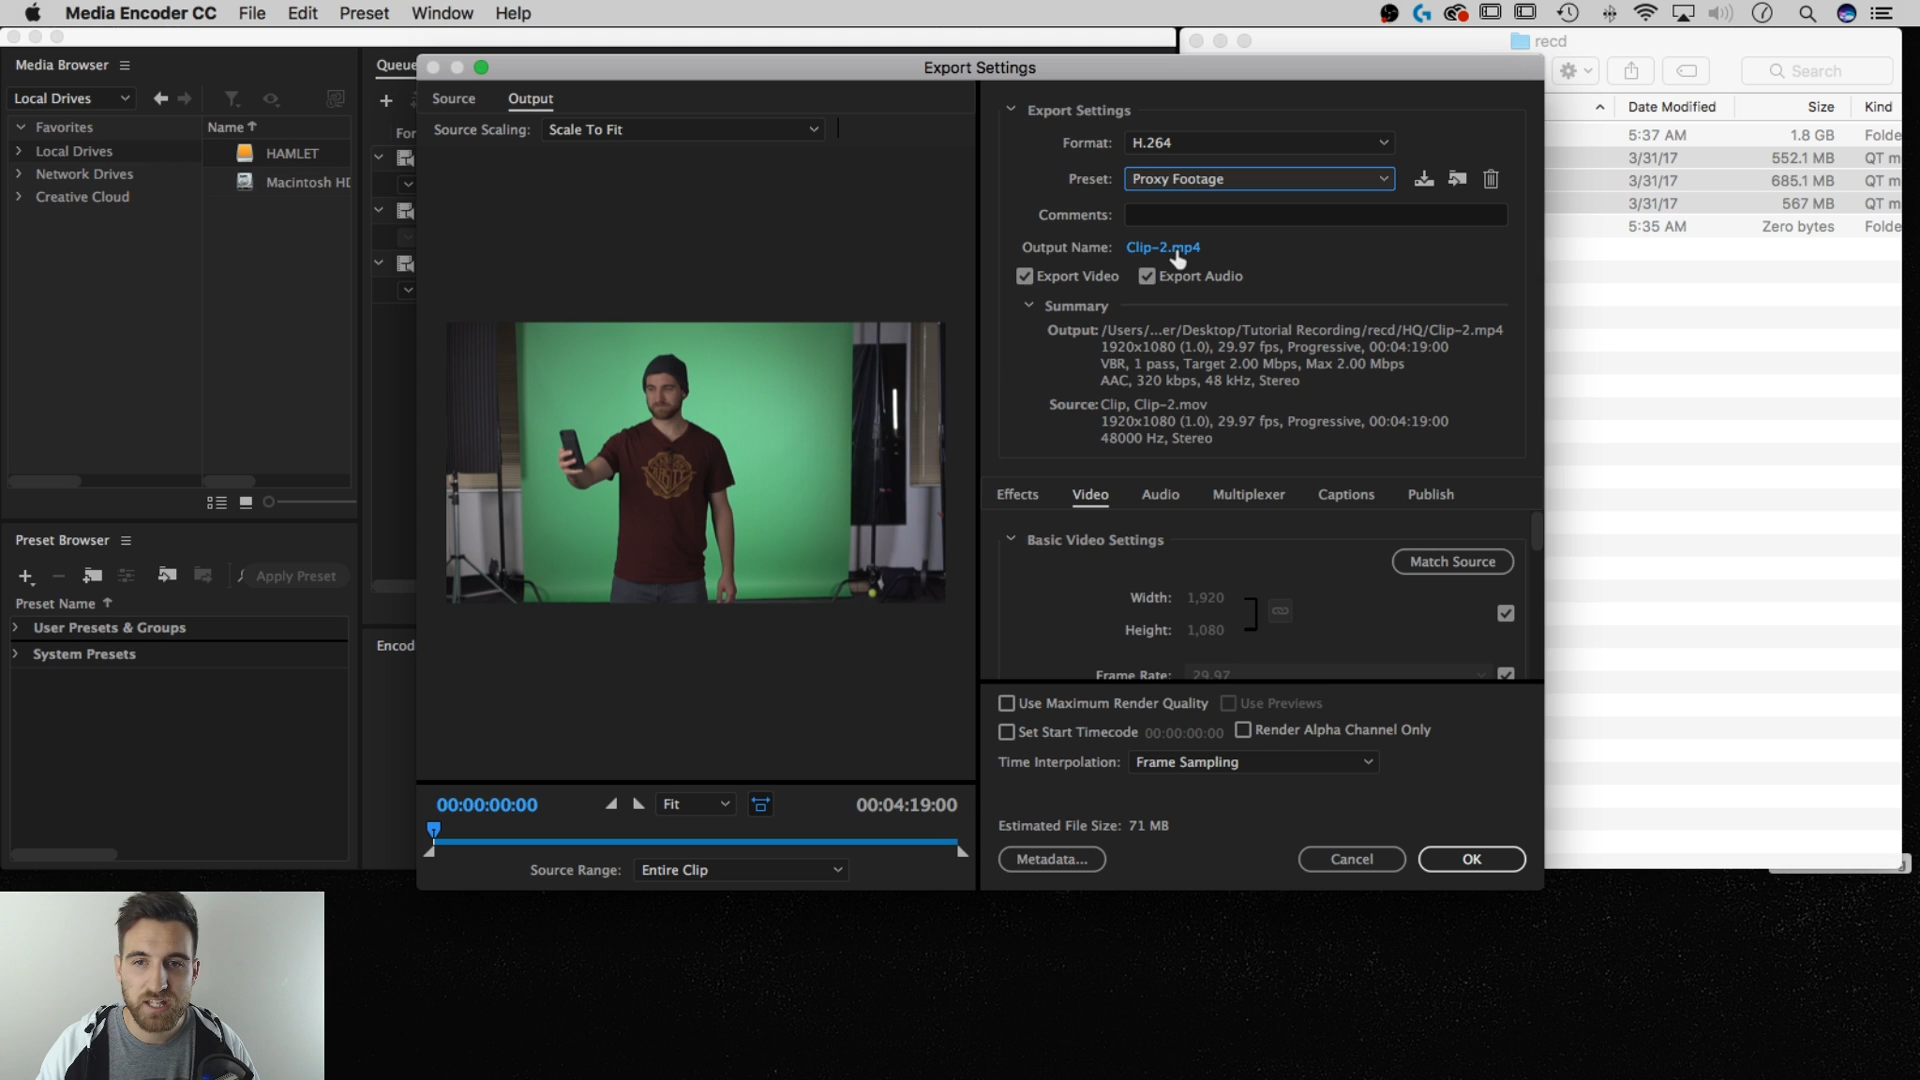 Media Encoder CC File Edit Preset Window Help
recd
Media Browser
Local Drives
Favorites
Local Drives
Network Drives
Creative Cloud
Name
HAMLET
Macintosh
Preset Browser
Apply Preset
Preset Name
User Presets & Groups
System Presets
Queue
Export Settings
Source Output
Source Scaling: Scale To Fit
00:00:00:00 Fit 00:04:19:00
Source Range: Entire Clip
Export Settings
Format: H.264
Preset: Proxy Footage
Comments:
Output Name: Clip-2.mp4
Export Video Export Audio
Summary
Output: /Users/...er/Desktop/Tutorial Recording/recd/HQ/Clip-2.mp4
1920x1080 (1.0), 29.97 fps, Progressive, 00:04:19:00
VBR, 1 pass, Target 2.00 Mbps, Max 2.00 Mbps
AAC, 320 kbps, 48 kHz, Stereo
Source: Clip, Clip-2.mov
1920x1080 (1.0), 29.97 fps, Progressive, 00:04:19:00
48000 Hz, Stereo
Effects Video Audio Multiplexer Captions Publish
Basic Video Settings
Match Source
Width: 1,920
Height: 1,080
Frame Rate: 29.97
Use Maximum Render Quality Use Previews
Set Start Timecode 00:00:00:00 Render Alpha Channel Only
Time Interpolation: Frame Sampling
Estimated File Size: 71 MB
Metadata... Cancel OK
Search
Date Modified Size Kind
5:37 AM 1.8 GB Folde
3/31/17 552.1 MB QT m
3/31/17 685.1 MB QT m
3/31/17 567 MB QT m
5:35 AM Zero bytes Folde